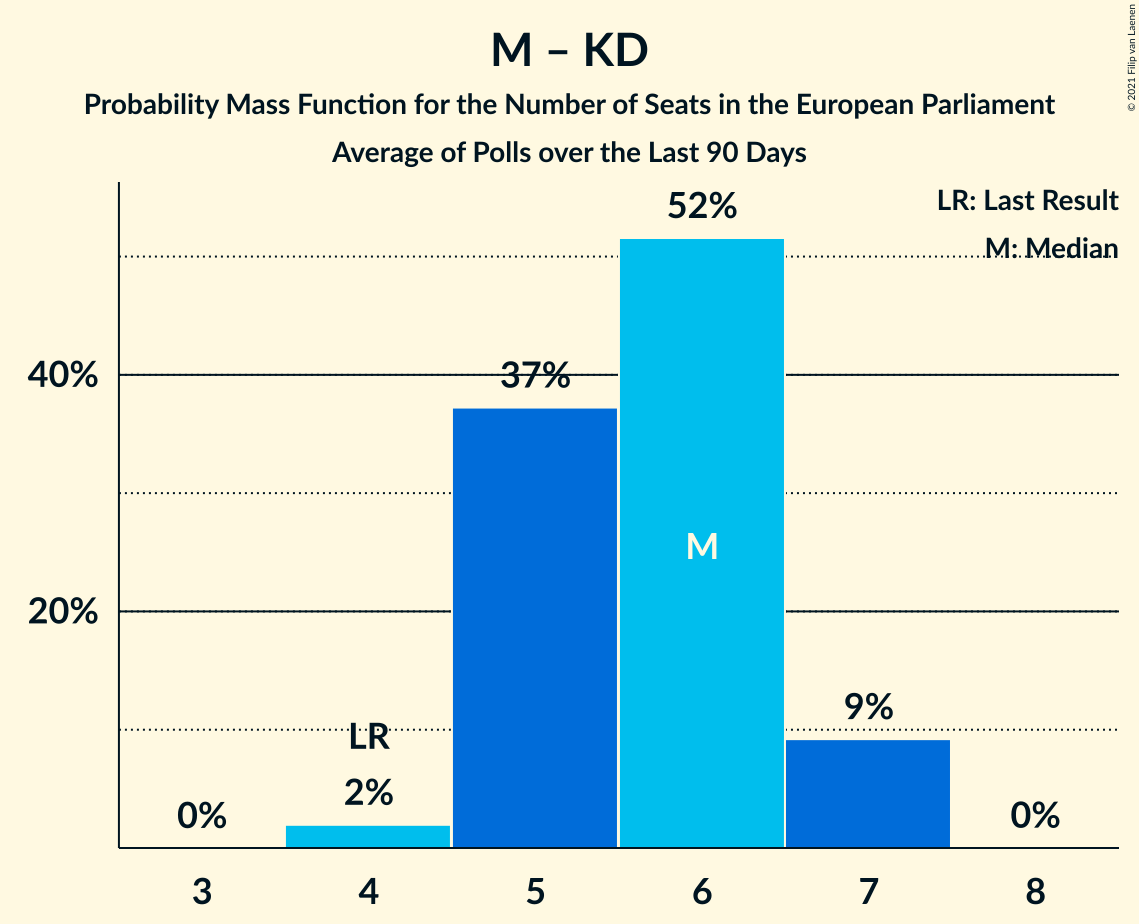 M – KD
Probability Mass Function for the Number of Seats in the European Parliament
Average of Polls over the Last 90 Days
© 2021 Filip van Laenen
LR: Last Result
M: Median
52%
40%
37%
M
20%
9%
LR
2%
0%
0%
3 4 5 6 7 8